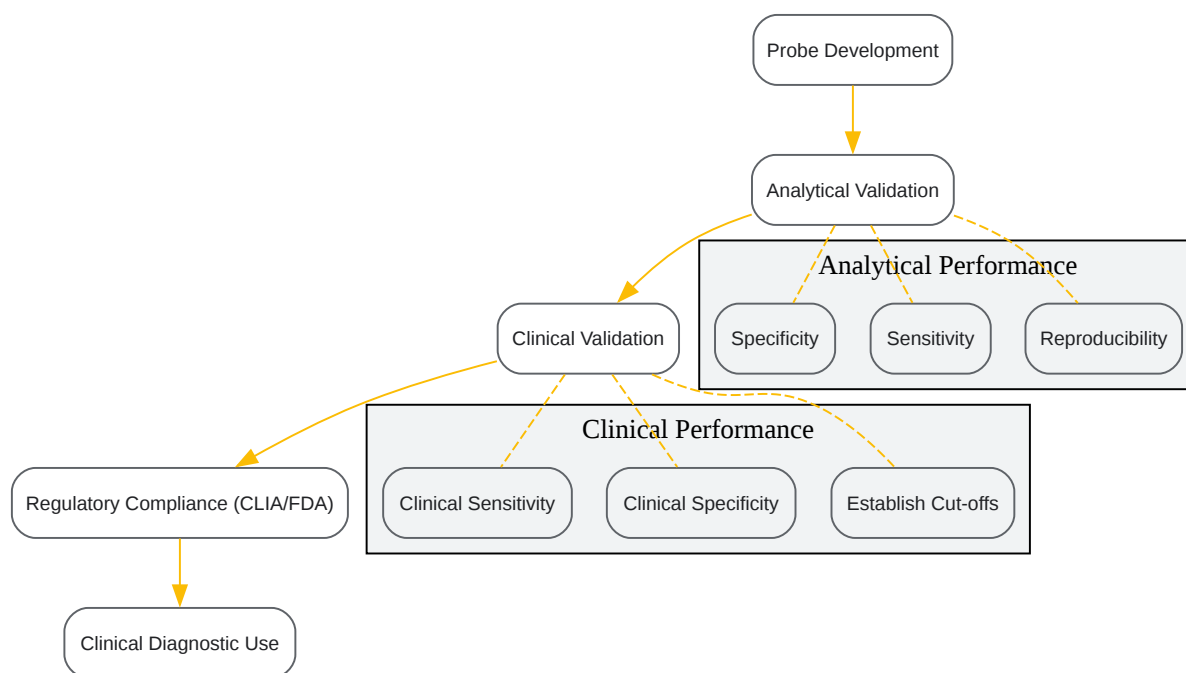 Probe Development
Analytical Validation
Analytical Performance
Specificity
Sensitivity
Reproducibility
Clinical Validation
Clinical Performance
Clinical Sensitivity
Clinical Specificity
Establish Cut-offs
Regulatory Compliance (CLIA/FDA)
Clinical Diagnostic Use